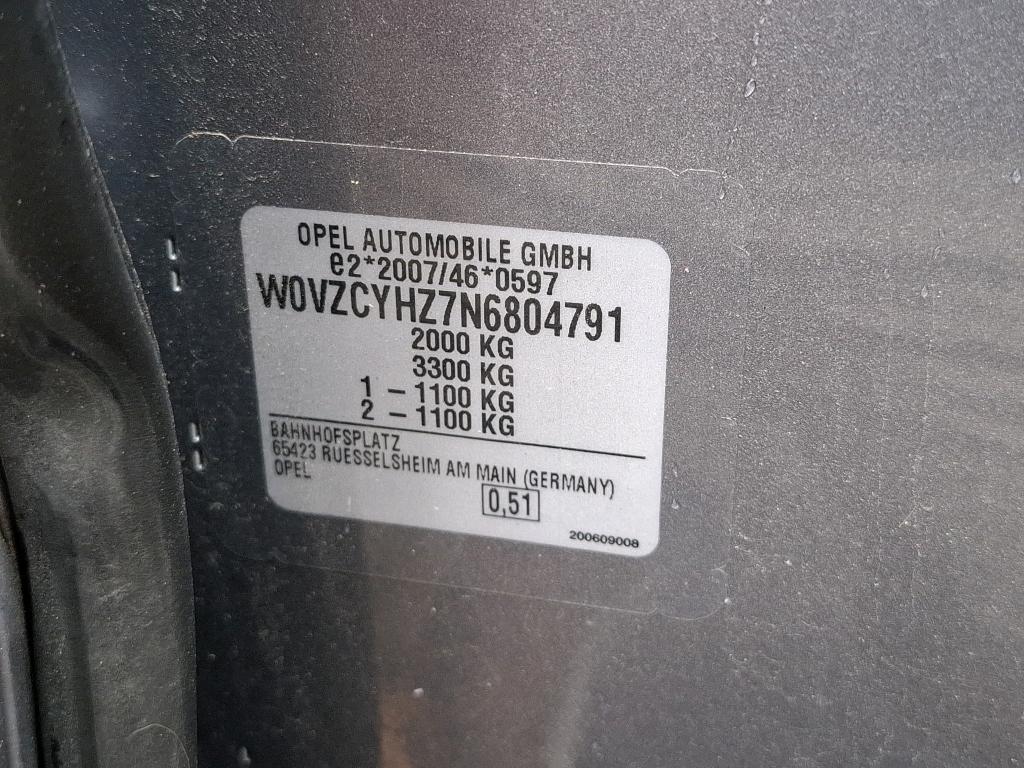 OPEL AUTOMOBILE GMBH
e2*2007/46*0597
W0VZCYHZ7N6804791
2000 KG
3300 KG
1 - 1100 KG
2 - 1100 KG
BAHNHOFSPLATZ
65423 RUESSELSHEIM AM MAIN (GERMANY)
OPEL
0,51
200609008